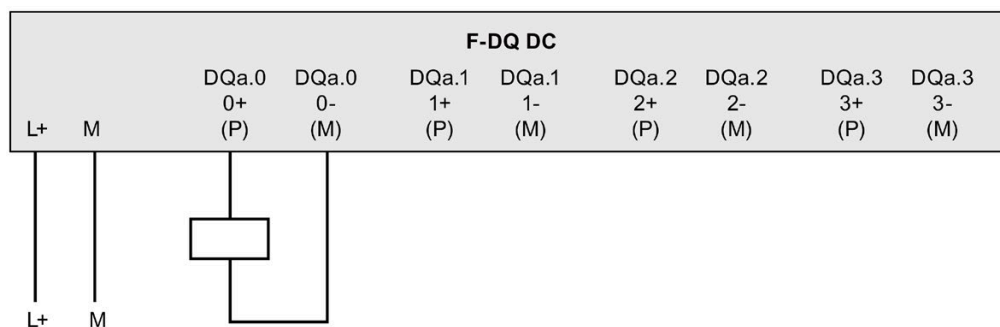 F-DQ DC
DQa.0 DQa.0 DQa.1 DQa.1 DQa.2 DQa.2 DQa.3 DQa.3
0+ 0- 1+ 1- 2+ 2- 3+ 3-
L+ M (P) (M) (P) (M) (P) (M) (P) (M)
L+ M